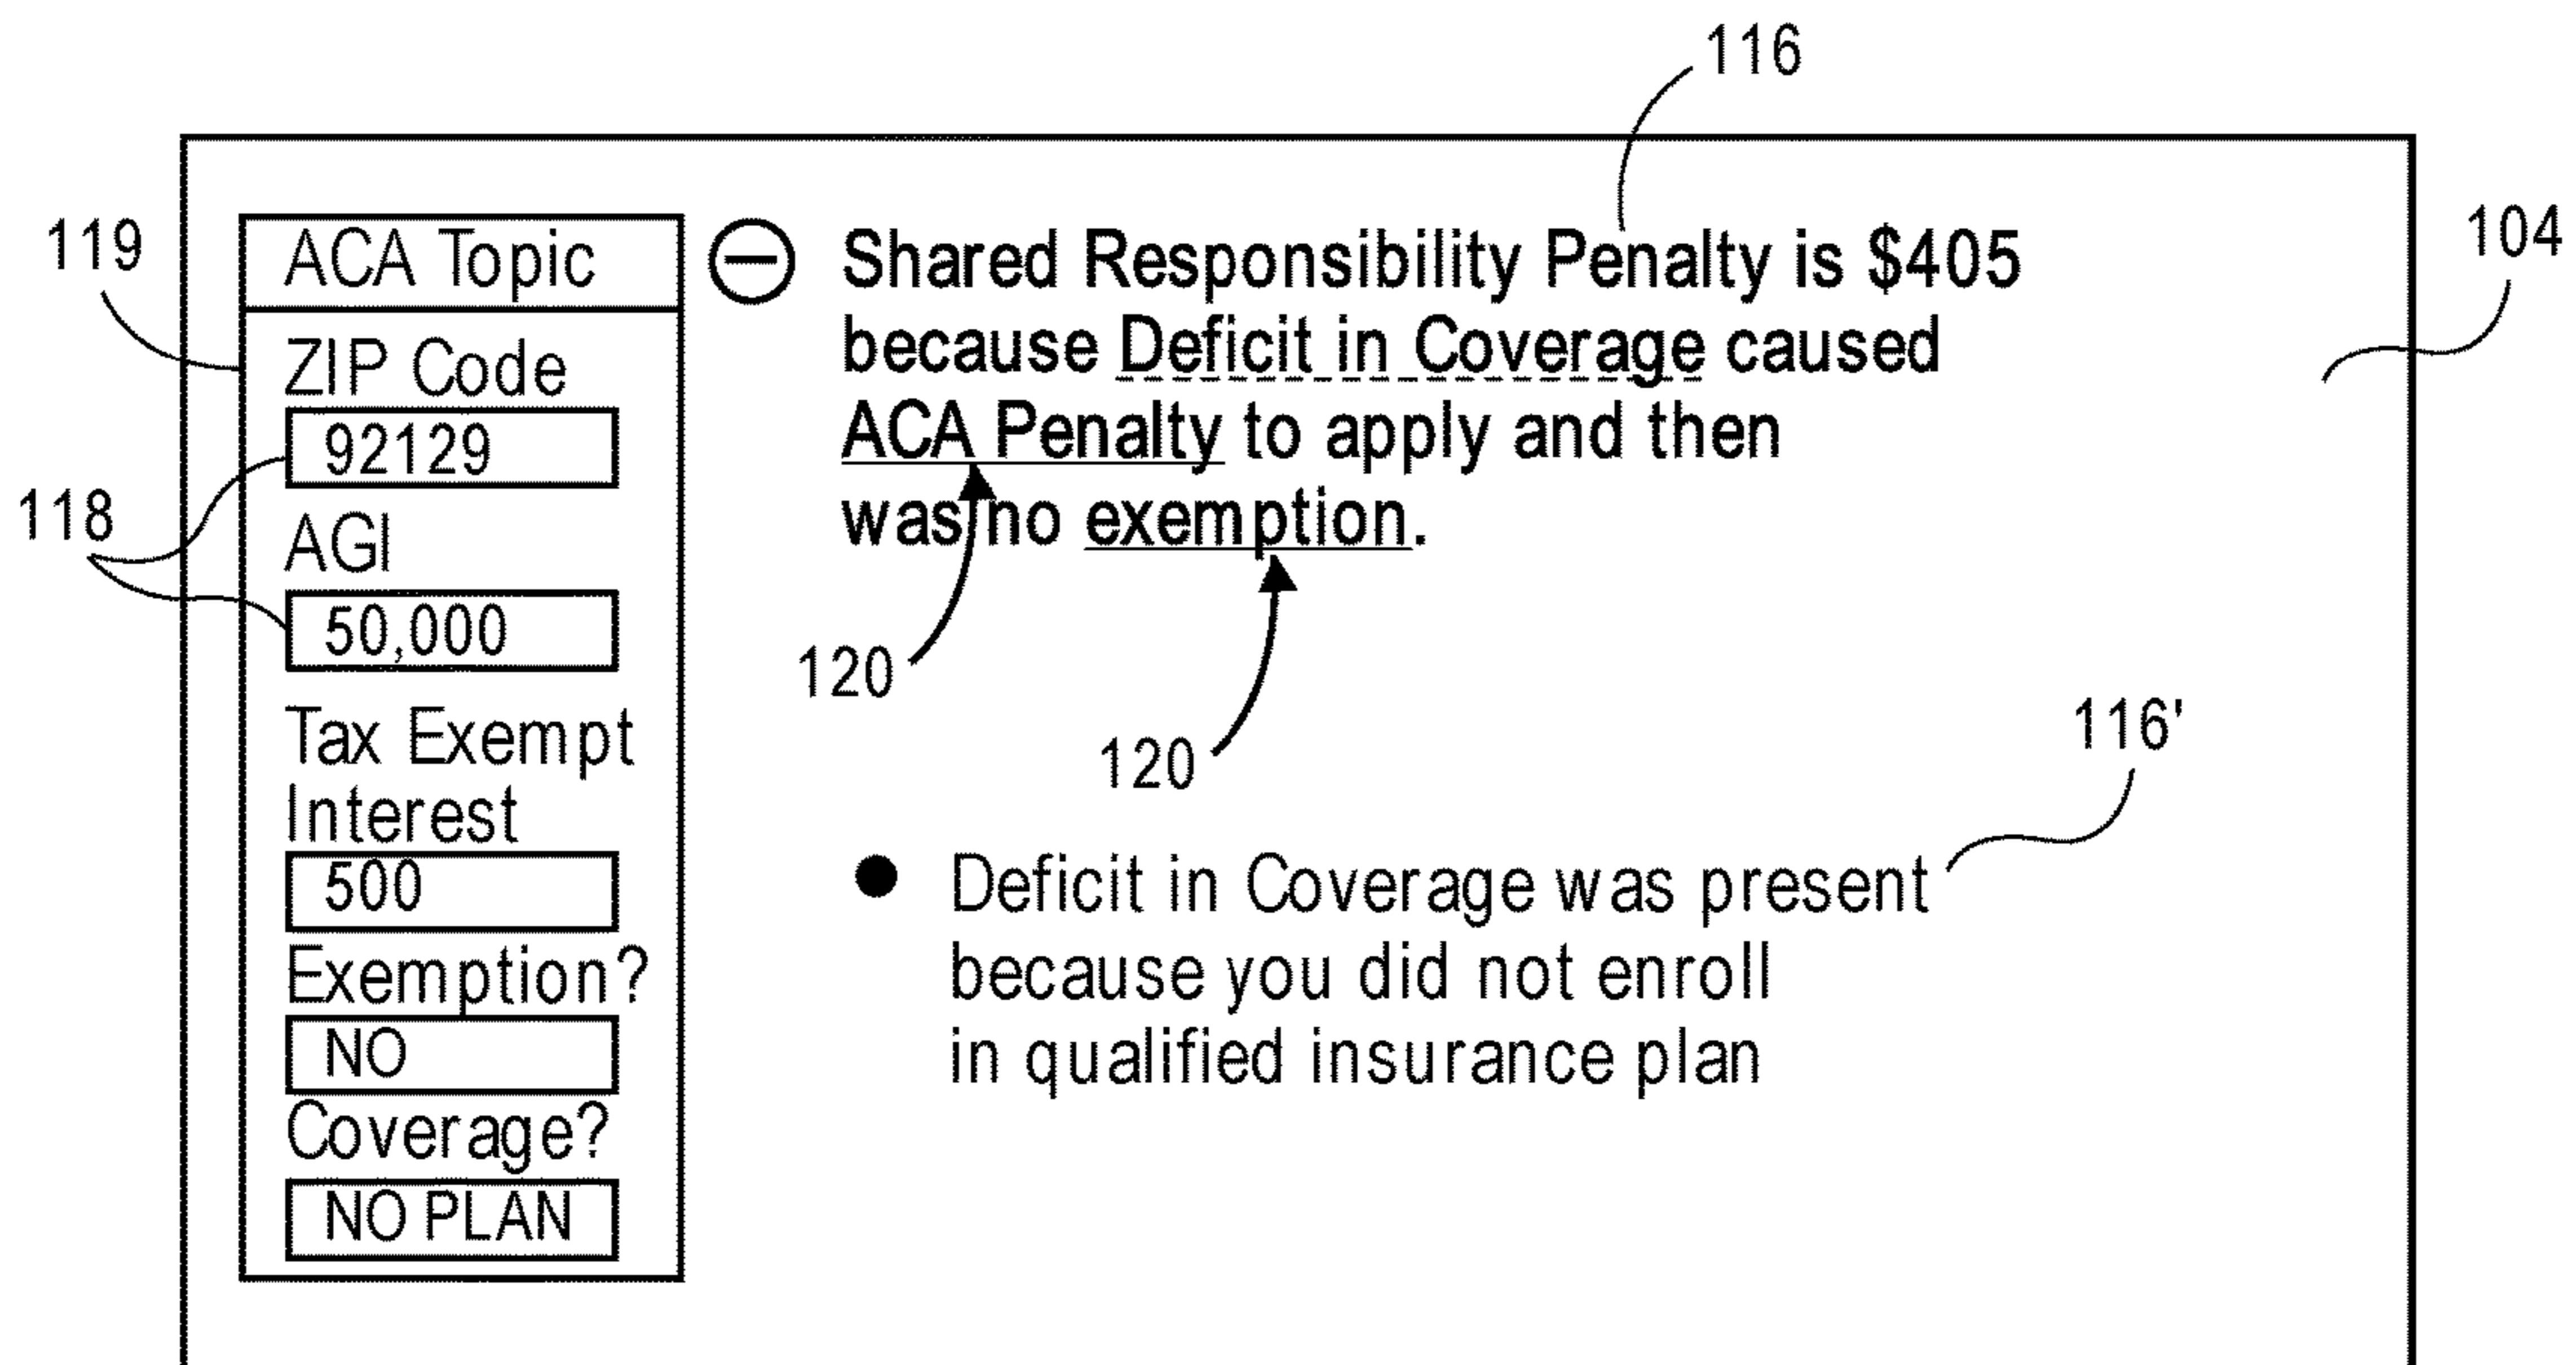 116
119
104
ACA Topic
ZIP Code
92129
118
AGI
50,000
Tax Exempt
Interest
500
Exemption?
NO
Coverage?
NO PLAN
Shared Responsibility Penalty is $405
because Deficit in Coverage caused
ACA Penalty to apply and then
was no exemption.
120
120
116'
Deficit in Coverage was present
because you did not enroll
in qualified insurance plan